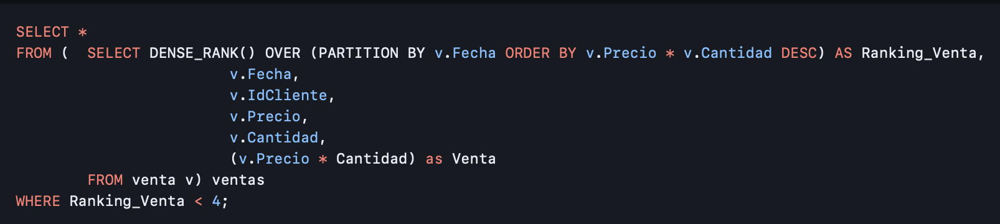 SELECT *
FROM (  SELECT DENSE_RANK() OVER (PARTITION BY v.Fecha ORDER BY v.Precio * v.Cantidad DESC) AS Ranking_Venta,
                        v.Fecha,
                        v.IdCliente,
                        v.Precio,
                        v.Cantidad,
                        (v.Precio * Cantidad) as Venta
        FROM venta v) ventas
WHERE Ranking_Venta < 4;